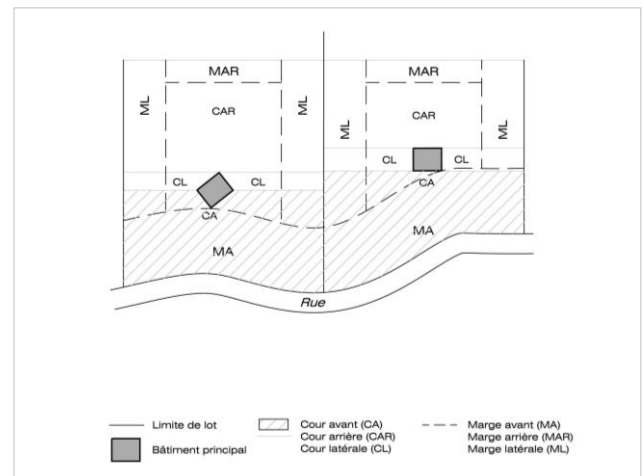 MAR MAR
ML ML ML ML
CAR CAR
CL CL CL CL
CA CA
MA MA
Rue
Limite de lot
Bâtiment principal
Cour avant (CA)
Cour arrière (CAR)
Cour latérale (CL)
Marge avant (MA)
Marge arrière (MAR)
Marge latérale (ML)